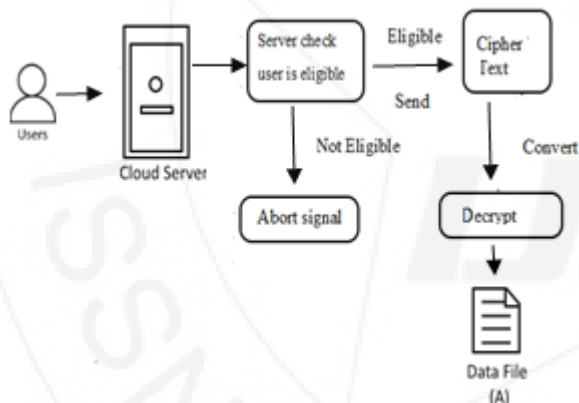 Users
Cloud Server
Server check
user is eligible
Eligible
Send
Cipher
Text
Not Eligible
Convert
Abort signal
Decrypt
Data File
(A)
ISSN